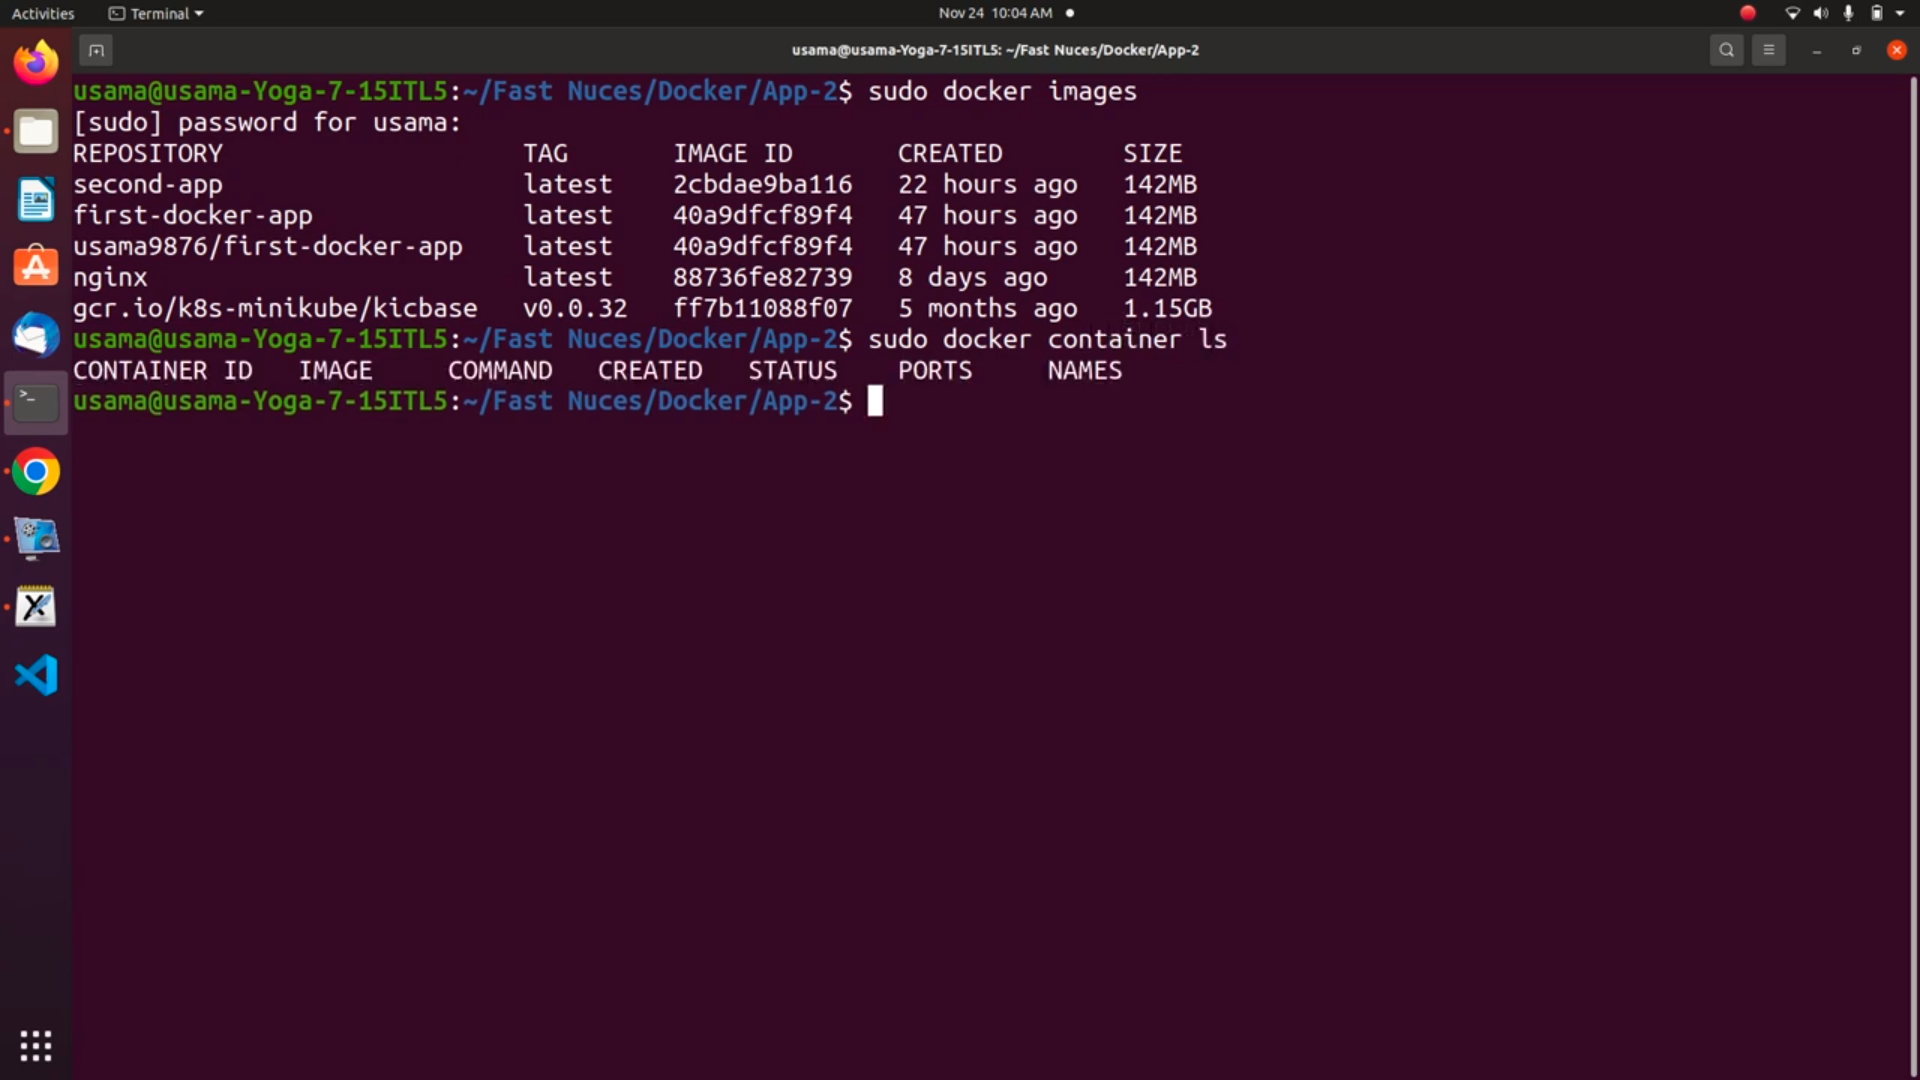 Activities Terminal Nov 24 10:04 AM
usama@usama-Yoga-7-15ITL5: ~/Fast Nuces/Docker/App-2
usama@usama-Yoga-7-15ITL5:~/Fast Nuces/Docker/App-2$ sudo docker images
[sudo] password for usama:
REPOSITORY TAG IMAGE ID CREATED SIZE
second-app latest 2cbdae9ba116 22 hours ago 142MB
first-docker-app latest 40a9dfcf89f4 47 hours ago 142MB
usama9876/first-docker-app latest 40a9dfcf89f4 47 hours ago 142MB
nginx latest 88736fe82739 8 days ago 142MB
gcr.io/k8s-minikube/kicbase v0.0.32 ff7b11088f07 5 months ago 1.15GB
usama@usama-Yoga-7-15ITL5:~/Fast Nuces/Docker/App-2$ sudo docker container ls
CONTAINER ID IMAGE COMMAND CREATED STATUS PORTS NAMES
usama@usama-Yoga-7-15ITL5:~/Fast Nuces/Docker/App-2$